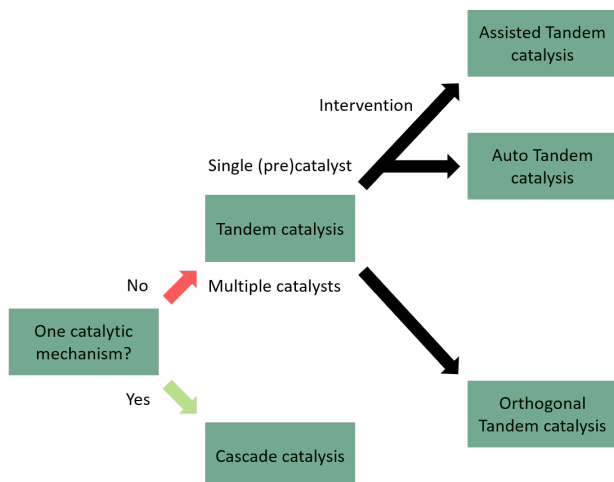 Assisted Tandem
catalysis
Intervention
Auto Tandem
catalysis
Single (pre)catalyst
Tandem catalysis
No
Multiple catalysts
One catalytic
mechanism?
Yes
Orthogonal
Tandem catalysis
Cascade catalysis